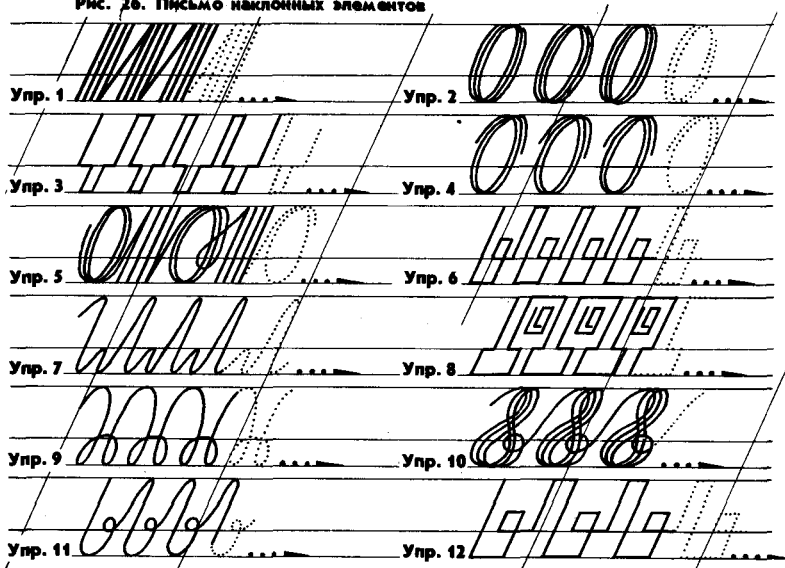 Рис. 26. Письмо наклонных элементов
Упр. 1 Упр. 2
Упр. 3 Упр. 4
Упр. 5 Упр. 6
Упр. 7 Упр. 8
Упр. 9 Упр. 10
Упр. 11 Упр. 12